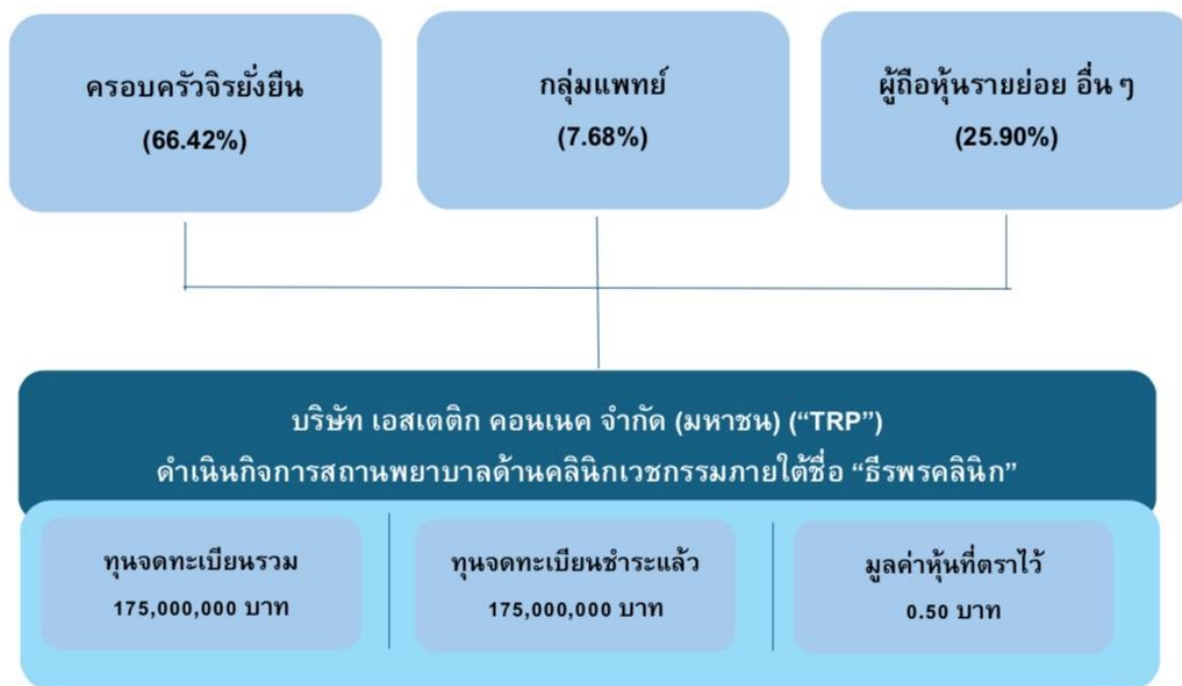 ครอบครัวจิรยั่งยืน
(66.42%)
กลุ่มแพทย์
(7.68%)
ผู้ถือหุ้นรายย่อย อื่น ๆ
(25.90%)
บริษัท เอสเตติก คอนเนค จำกัด (มหาชน) (“TRP”)
ดำเนินกิจการสถานพยาบาลด้านคลินิกเวชกรรมภายใต้ชื่อ “ธีรพรคลินิก”
ทุนจดทะเบียนรวม
175,000,000 บาท
ทุนจดทะเบียนชำระแล้ว
175,000,000 บาท
มูลค่าหุ้นที่ตราไว้
0.50 บาท